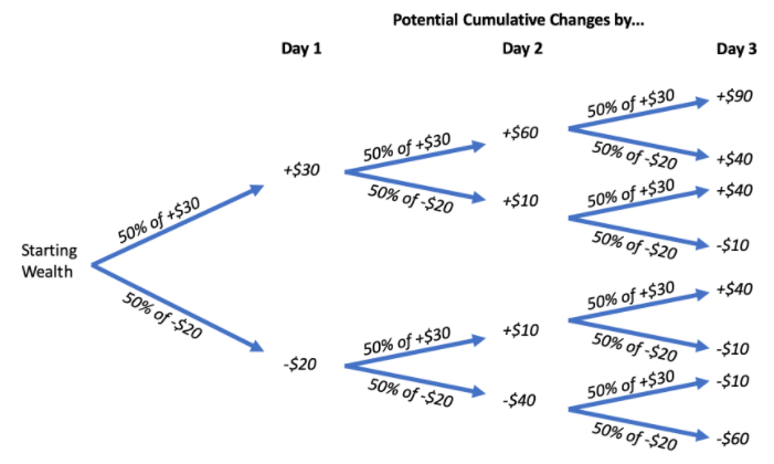 Potential Cumulative Changes by...
Day 1
Day 2
Day 3
50% of +$30
+$90
50% of +$30
+$60
50% of -$20
+$40
+$30
50% of +$30
+$40
50% of -$20
+$10
50% of +$30
50% of -$20
-$10
Starting
Wealth
50% of +$30
+$40
50% of -$20
50% of +$30
+$10
50% of -$20
-$10
-$20
50% of +$30
-$10
50% of -$20
-$40
50% of -$20
-$60